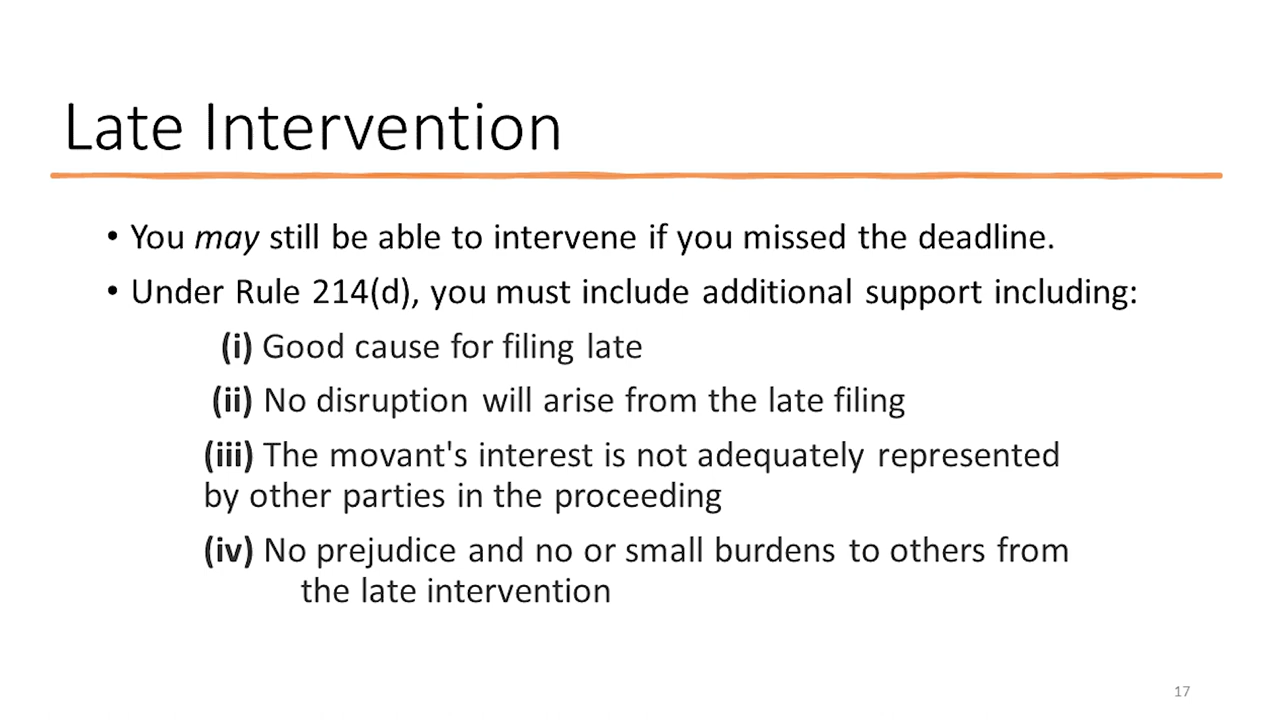 Late Intervention
• You may still be able to intervene if you missed the deadline.
• Under Rule 214(d), you must include additional support including:
(i) Good cause for filing late
(ii) No disruption will arise from the late filing
(iii) The movant's interest is not adequately represented
by other parties in the proceeding
(iv) No prejudice and no or small burdens to others from
the late intervention
17